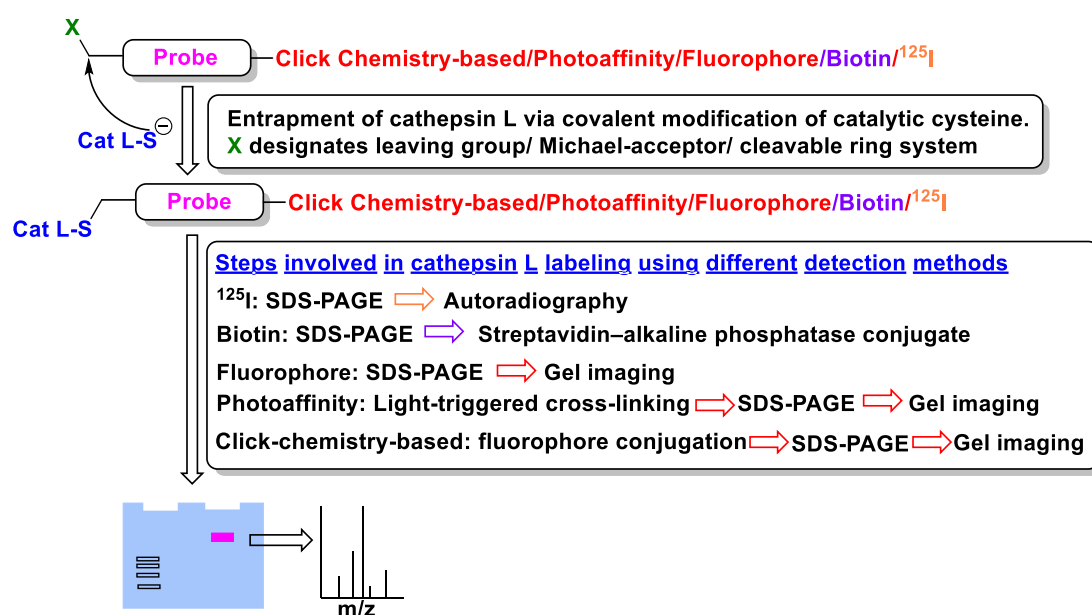 X
Probe Click Chemistry-based/Photoaffinity/Fluorophore/Biotin/¹²⁵I
Cat L-S⊖
Entrapment of cathepsin L via covalent modification of catalytic cysteine.
X designates leaving group/ Michael-acceptor/ cleavable ring system
Probe Click Chemistry-based/Photoaffinity/Fluorophore/Biotin/¹²⁵I
Cat L-S
Steps involved in cathepsin L labeling using different detection methods
¹²⁵I: SDS-PAGE Autoradiography
Biotin: SDS-PAGE Streptavidin–alkaline phosphatase conjugate
Fluorophore: SDS-PAGE Gel imaging
Photoaffinity: Light-triggered cross-linking SDS-PAGE Gel imaging
Click-chemistry-based: fluorophore conjugation SDS-PAGE Gel imaging
m/z